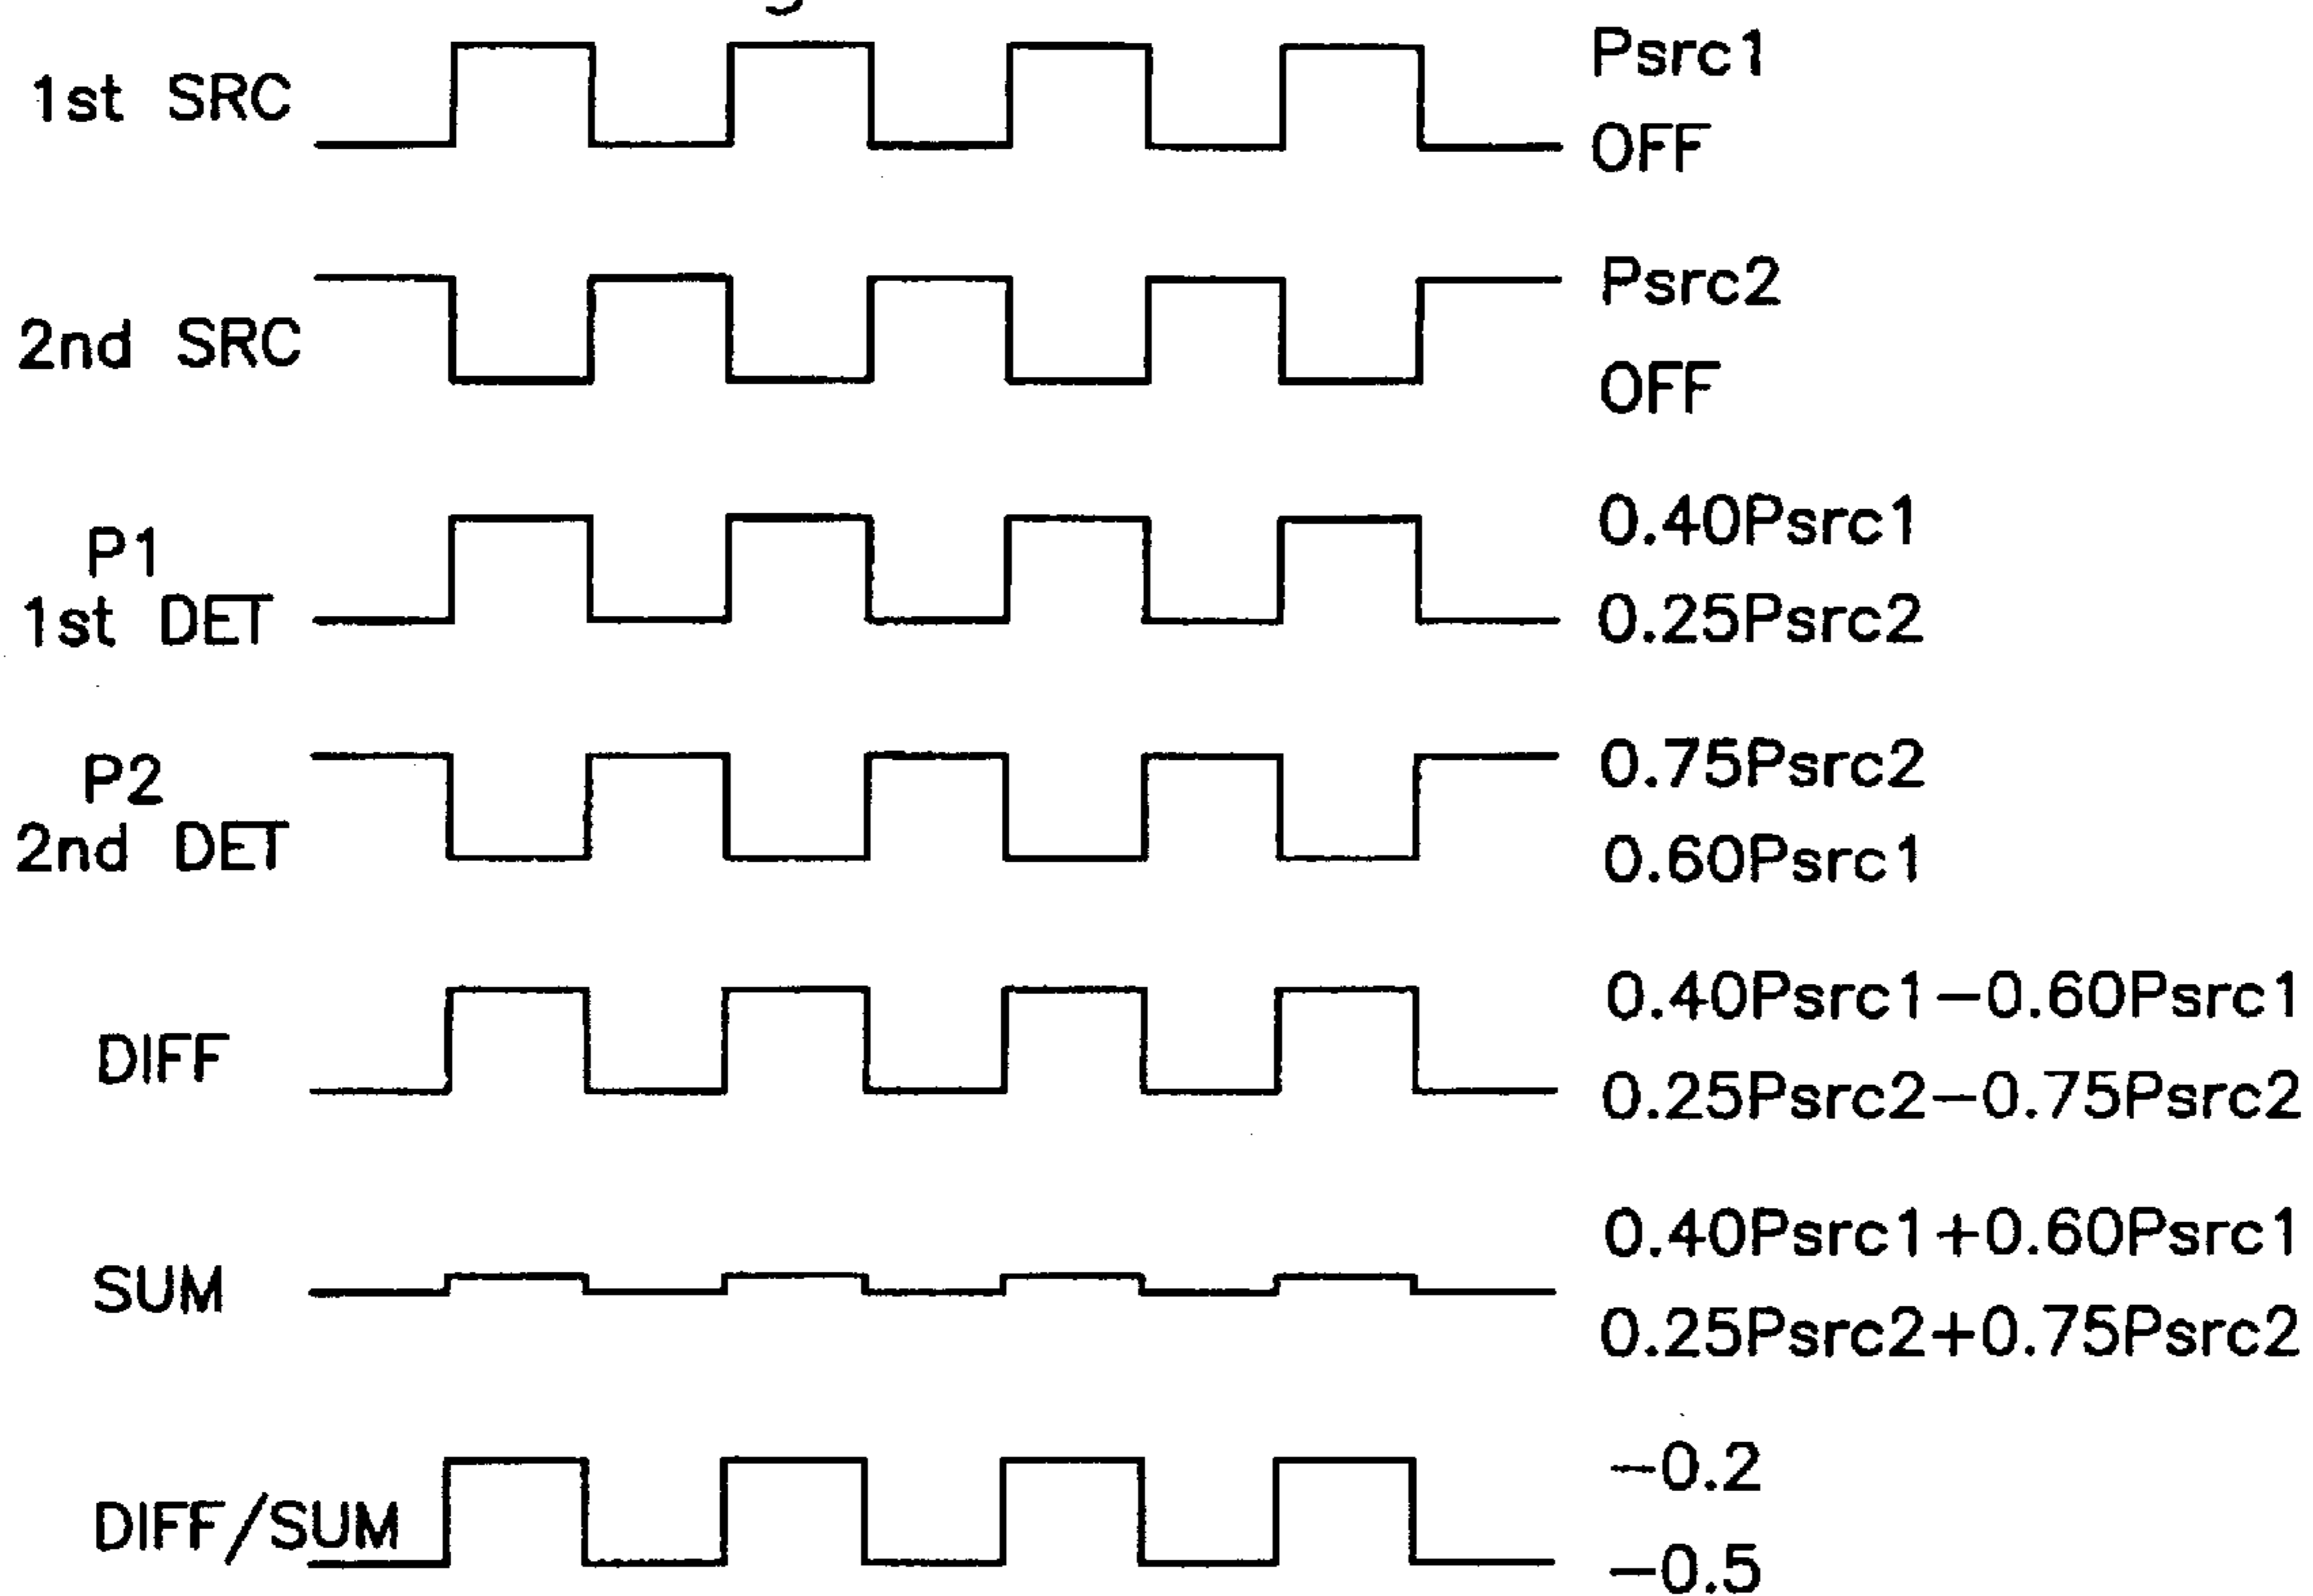 1st SRC
Psrc1
OFF
2nd SRC
Psrc2
OFF
P1
1st DET
0.40Psrc1
0.25Psrc2
P2
2nd DET
0.75Psrc2
0.60Psrc1
DIFF
0.40Psrc1−0.60Psrc1
0.25Psrc2−0.75Psrc2
SUM
0.40Psrc1+0.60Psrc1
0.25Psrc2+0.75Psrc2
DIFF/SUM
−0.2
−0.5